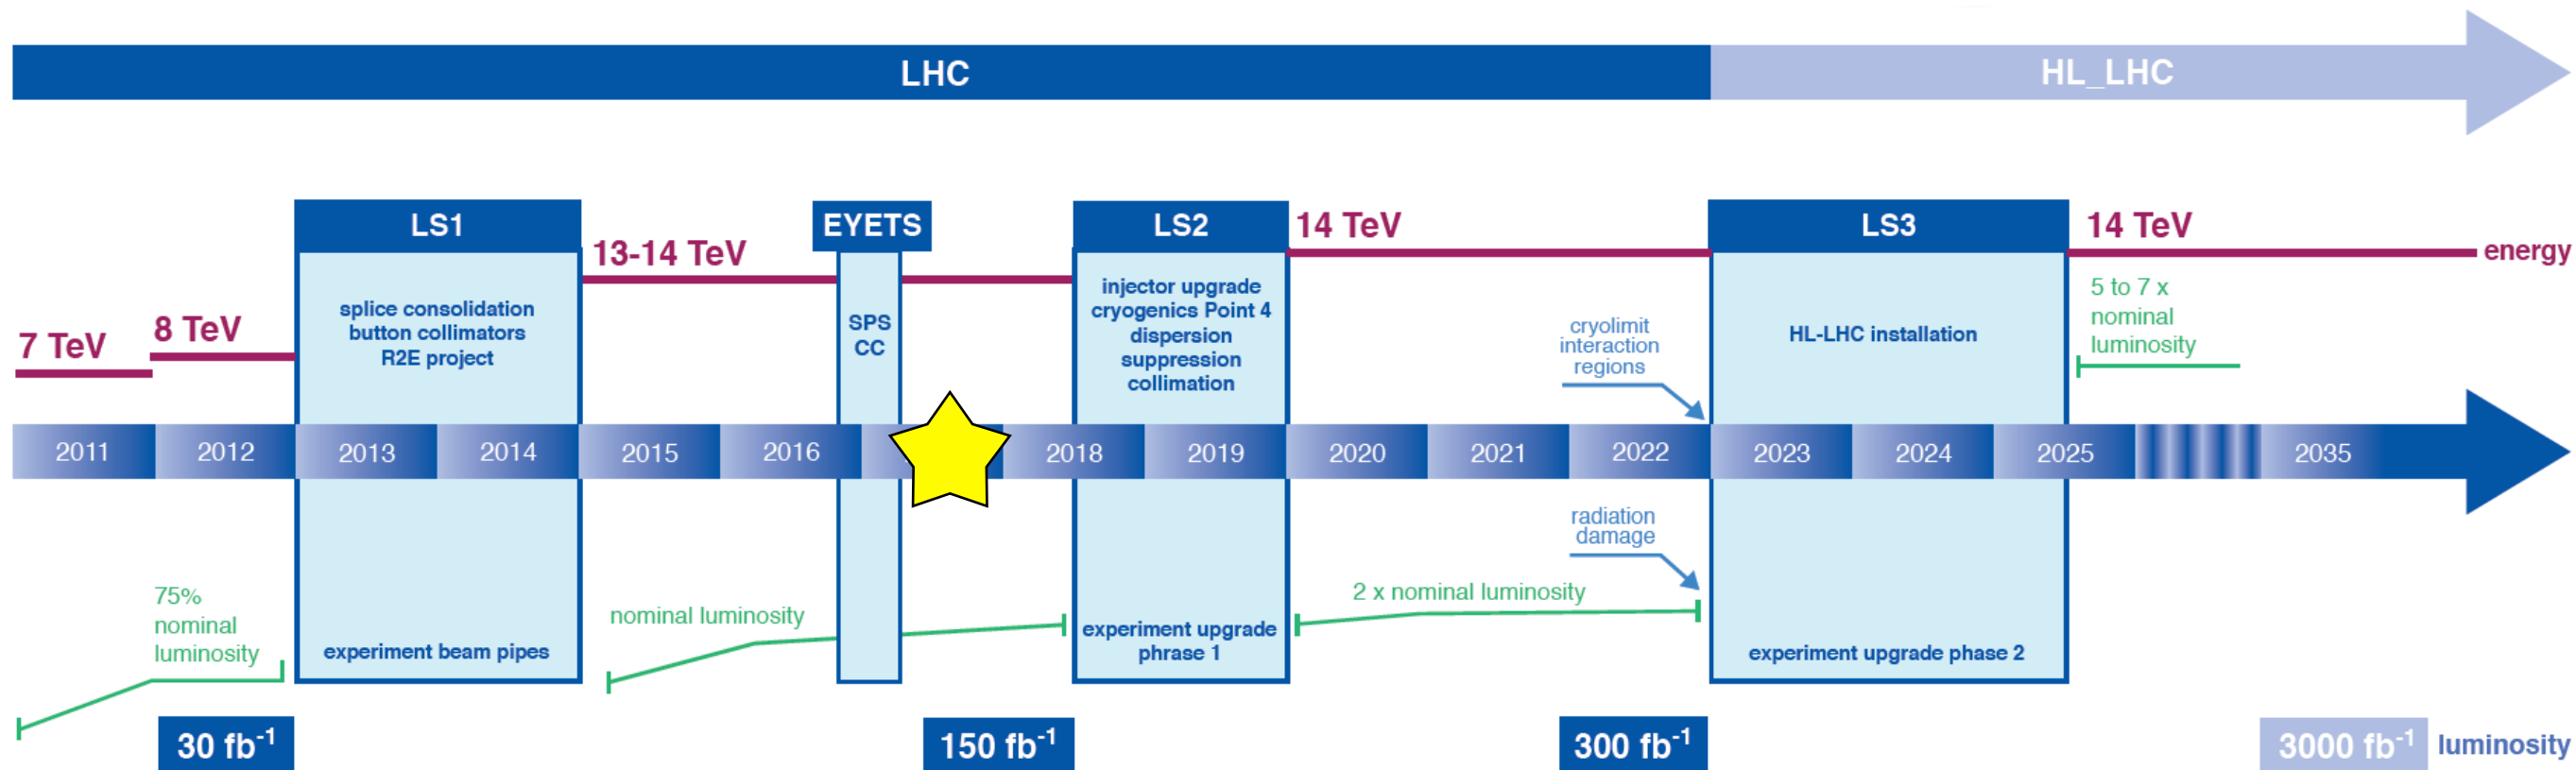 LHC
HL_LHC
LS1
EYETS
LS2
14 TeV
LS3
14 TeV
energy
13-14 TeV
7 TeV
8 TeV
splice consolidation
button collimators
R2E project
SPS
CC
injector upgrade
cryogenics Point 4
dispersion
suppression
collimation
cryolimit
interaction
regions
HL-LHC installation
5 to 7 x
nominal
luminosity
2011
2012
2013
2014
2015
2016
2018
2019
2020
2021
2022
2023
2024
2025
2035
radiation
damage
75%
nominal
luminosity
experiment beam pipes
nominal luminosity
experiment upgrade
phrase 1
2 x nominal luminosity
experiment upgrade phase 2
30 fb-1
150 fb-1
300 fb-1
3000 fb-1
luminosity